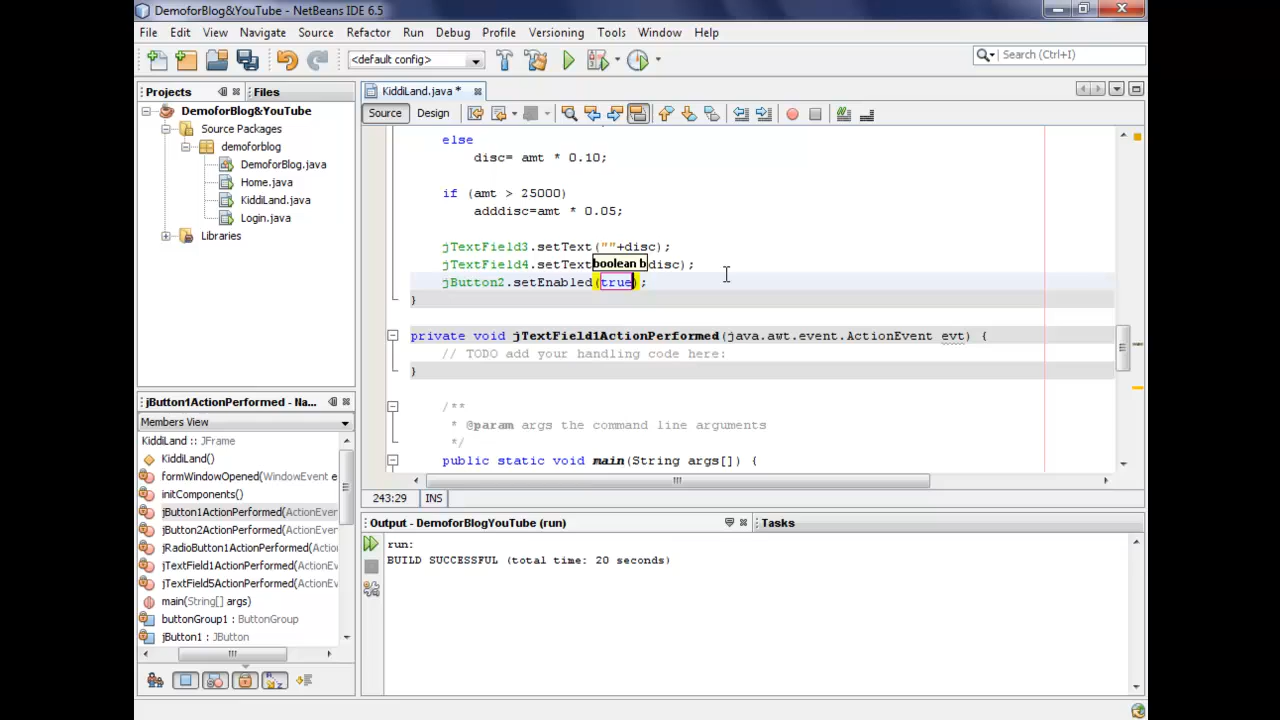 DemoforBlog&YouTube - NetBeans IDE 6.5
File Edit View Navigate Source Refactor Run Debug Profile Versioning Tools Window Help
<default config>
Search (Ctrl+I)
Projects Files
KiddiLand.java *
DemoforBlog&YouTube
Source Packages
demoforblog
DemoforBlog.java
Home.java
KiddiLand.java
Login.java
Libraries
Source Design
else
disc= amt * 0.10;
if (amt > 25000)
adddisc=amt * 0.05;
jTextField3.setText(""+disc);
jTextField4.setText disc);
boolean b
jButton2.setEnabled(true);
}
private void jTextField1ActionPerformed(java.awt.event.ActionEvent evt) {
// TODO add your handling code here:
}
/**
* @param args the command line arguments
*/
public static void main(String args[]) {
243:29 INS
jButton1ActionPerformed - Na...
Members View
KiddiLand :: JFrame
KiddiLand()
formWindowOpened(WindowEvent e
initComponents()
jButton1ActionPerformed(ActionEver
jButton2ActionPerformed(ActionEver
jRadioButton1ActionPerformed(Actio
jTextField1ActionPerformed(ActionEv
jTextField5ActionPerformed(ActionEv
main(String[] args)
buttonGroup1 : ButtonGroup
jButton1 : JButton
Output - DemoforBlogYouTube (run) Tasks
run:
BUILD SUCCESSFUL (total time: 20 seconds)